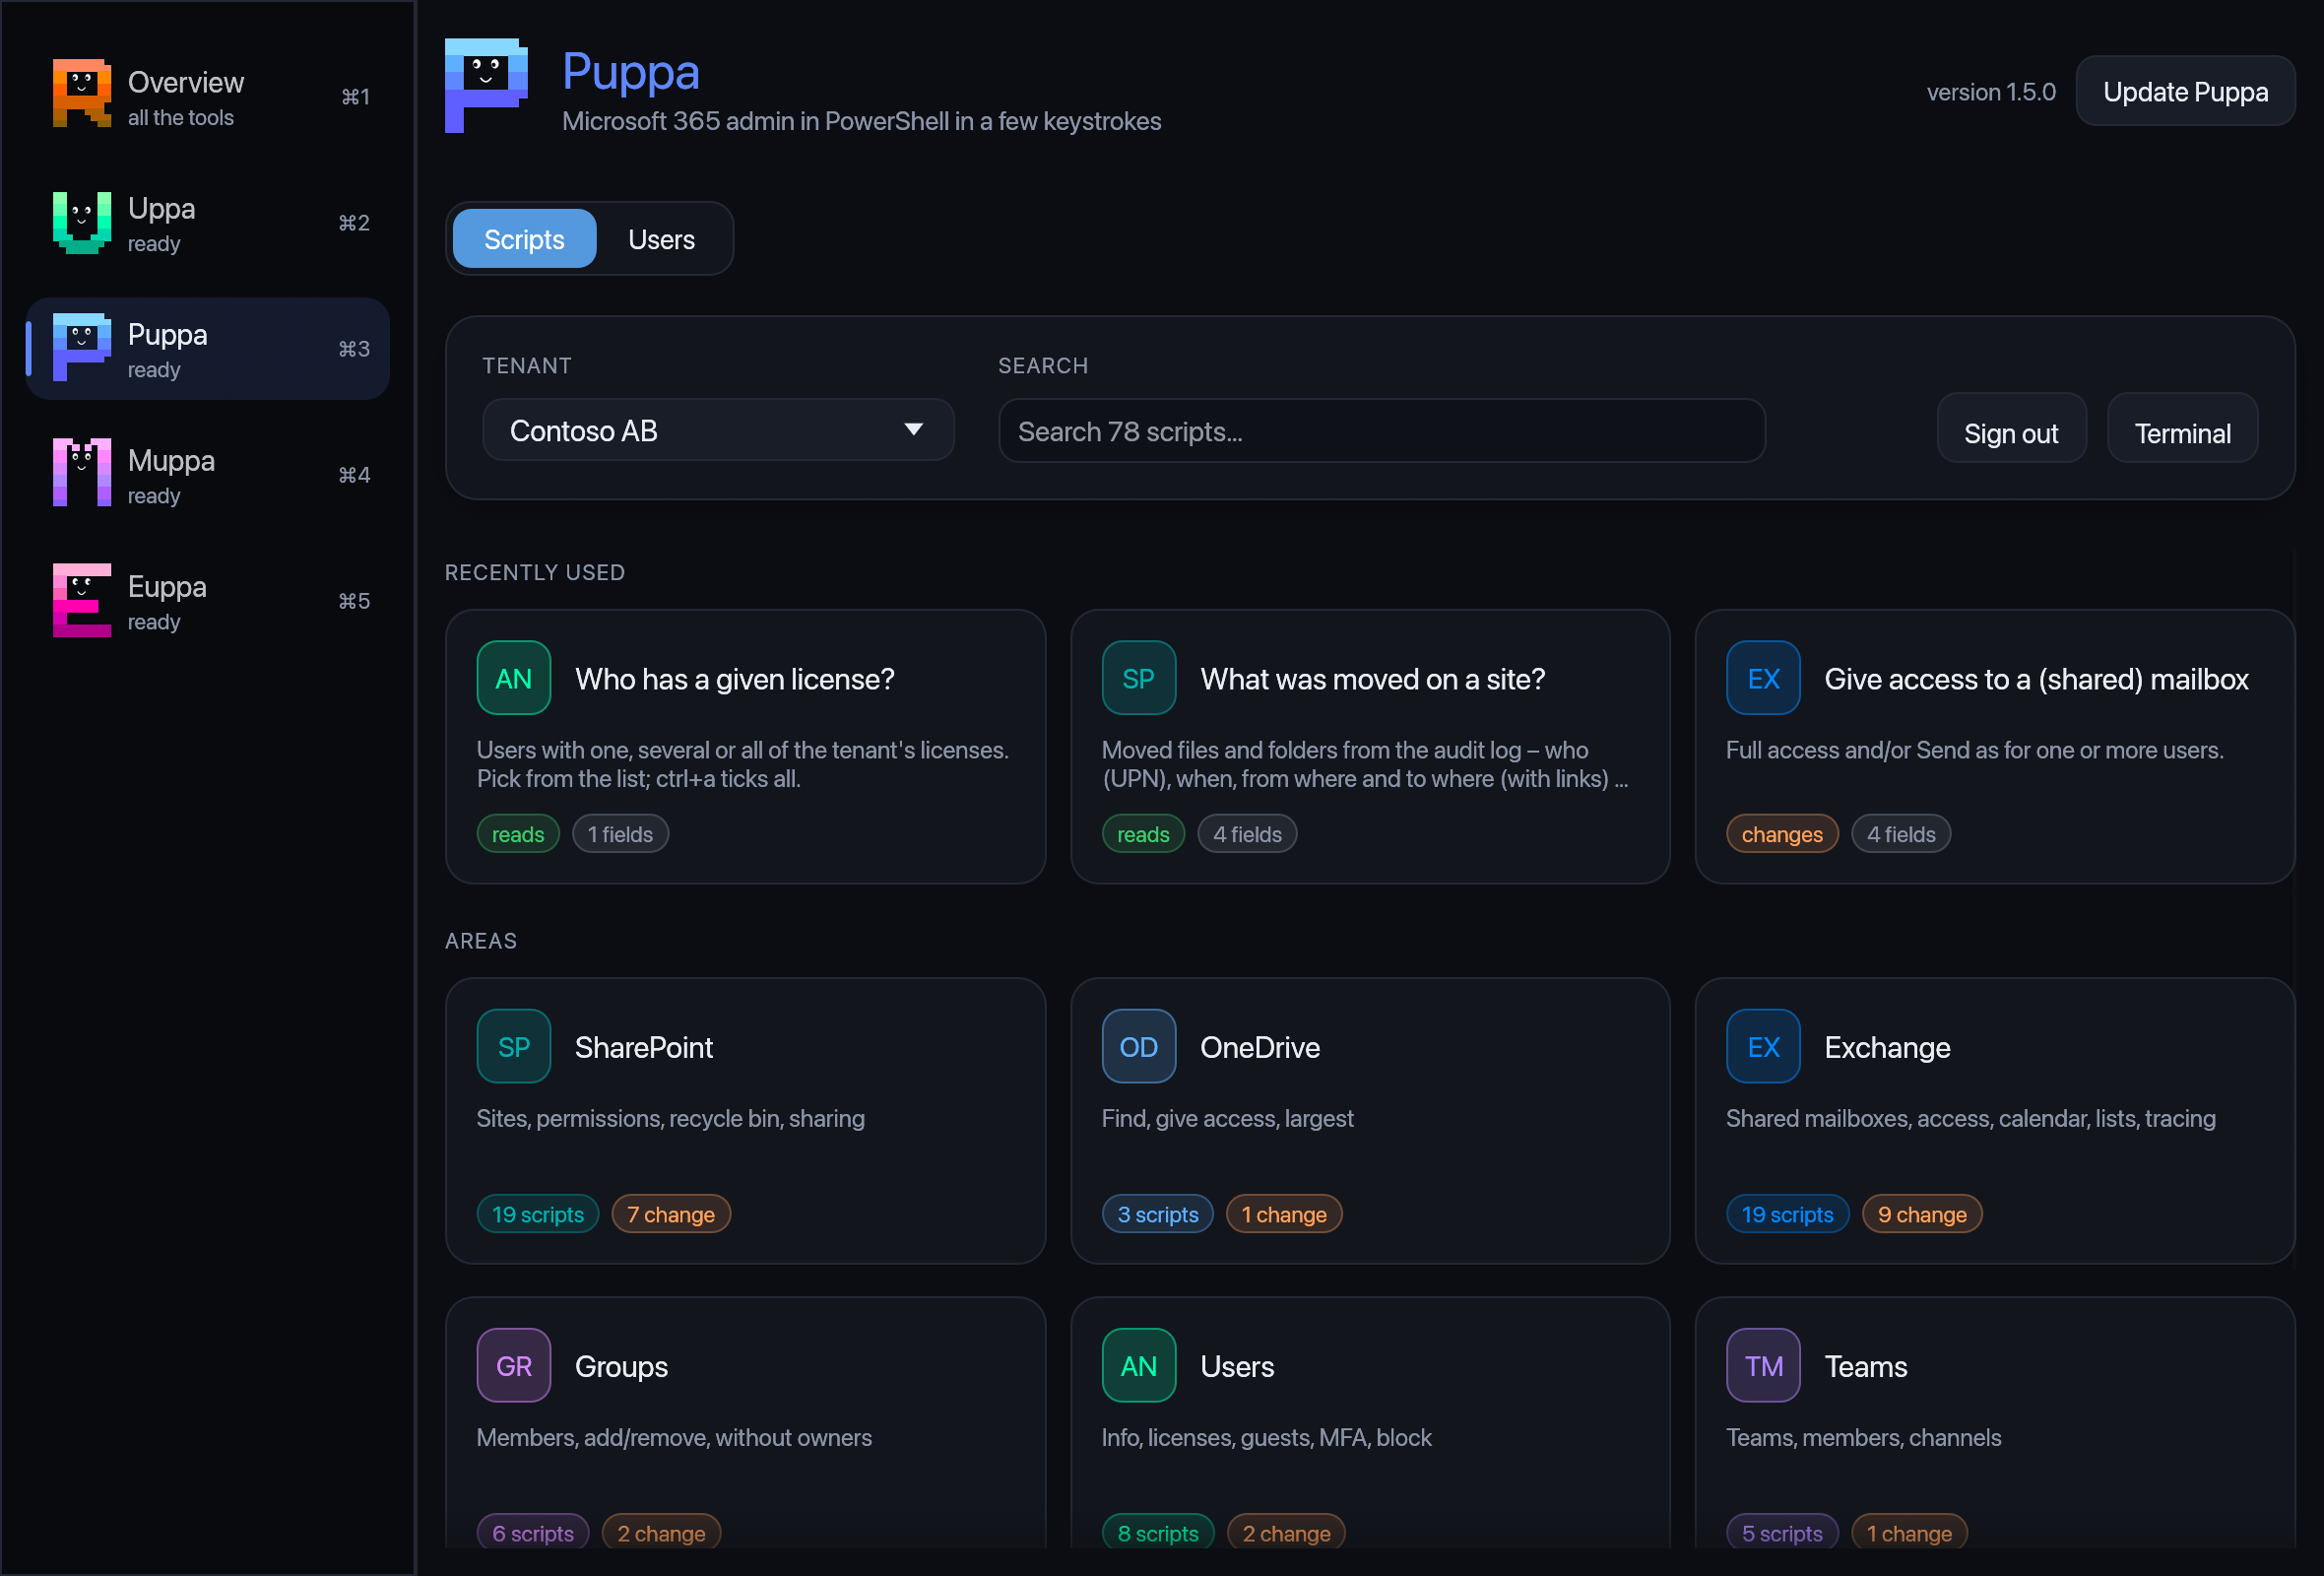 Overview
all the tools
⌘1
Uppa
ready
⌘2
Puppa
ready
⌘3
Muppa
ready
⌘4
Euppa
ready
⌘5
Puppa
Microsoft 365 admin in PowerShell in a few keystrokes
version 1.5.0
Update Puppa
Scripts
Users
TENANT
SEARCH
Contoso AB
Search 78 scripts...
Sign out
Terminal
RECENTLY USED
AN
Who has a given license?
Users with one, several or all of the tenant's licenses.
Pick from the list; ctrl+a ticks all.
reads
1 fields
SP
What was moved on a site?
Moved files and folders from the audit log – who
(UPN), when, from where and to where (with links) ...
reads
4 fields
EX
Give access to a (shared) mailbox
Full access and/or Send as for one or more users.
changes
4 fields
AREAS
SP
SharePoint
Sites, permissions, recycle bin, sharing
19 scripts
7 change
OD
OneDrive
Find, give access, largest
3 scripts
1 change
EX
Exchange
Shared mailboxes, access, calendar, lists, tracing
19 scripts
9 change
GR
Groups
Members, add/remove, without owners
6 scripts
2 change
AN
Users
Info, licenses, guests, MFA, block
8 scripts
2 change
TM
Teams
Teams, members, channels
5 scripts
1 change